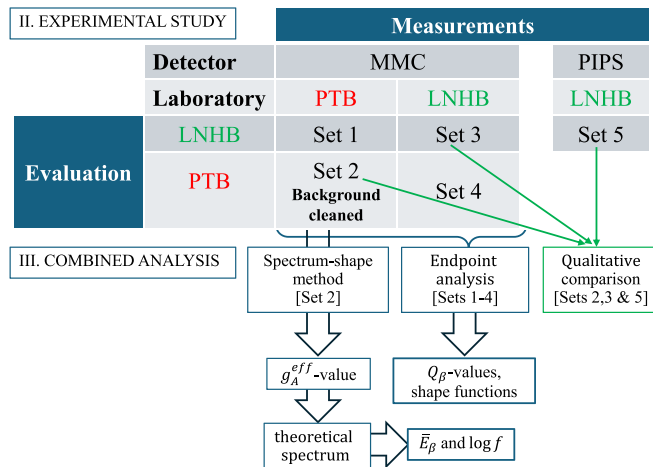 II. EXPERIMENTAL STUDY
Measurements
Detector MMC PIPS
Laboratory PTB LNHB LNHB
Evaluation
LNHB Set 1 Set 3 Set 5
PTB Set 2 Set 4
Background
cleaned
III. COMBINED ANALYSIS
Spectrum-shape
method
[Set 2]
Endpoint
analysis
[Sets 1-4]
Qualitative
comparison
[Sets 2,3 & 5]
g_A^{eff}-value
Q_β-values,
shape functions
theoretical
spectrum
Ē_β and log f